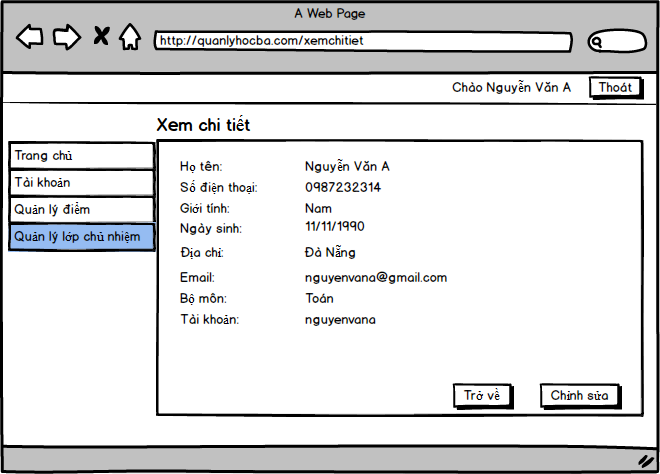 A Web Page
http://quanlyhocba.com/xemchitiet
Chào Nguyễn Văn A Thoát
Xem chi tiết
Trang chủ
Tài khoản
Quản lý điểm
Quản lý lớp chủ nhiệm
Họ tên: Nguyễn Văn A
Số điện thoại: 0987232314
Giới tính: Nam
Ngày sinh: 11/11/1990
Địa chỉ: Đà Nẵng
Email: nguyenvana@gmail.com
Bộ môn: Toán
Tài khoản: nguyenvana
Trở về Chỉnh sửa